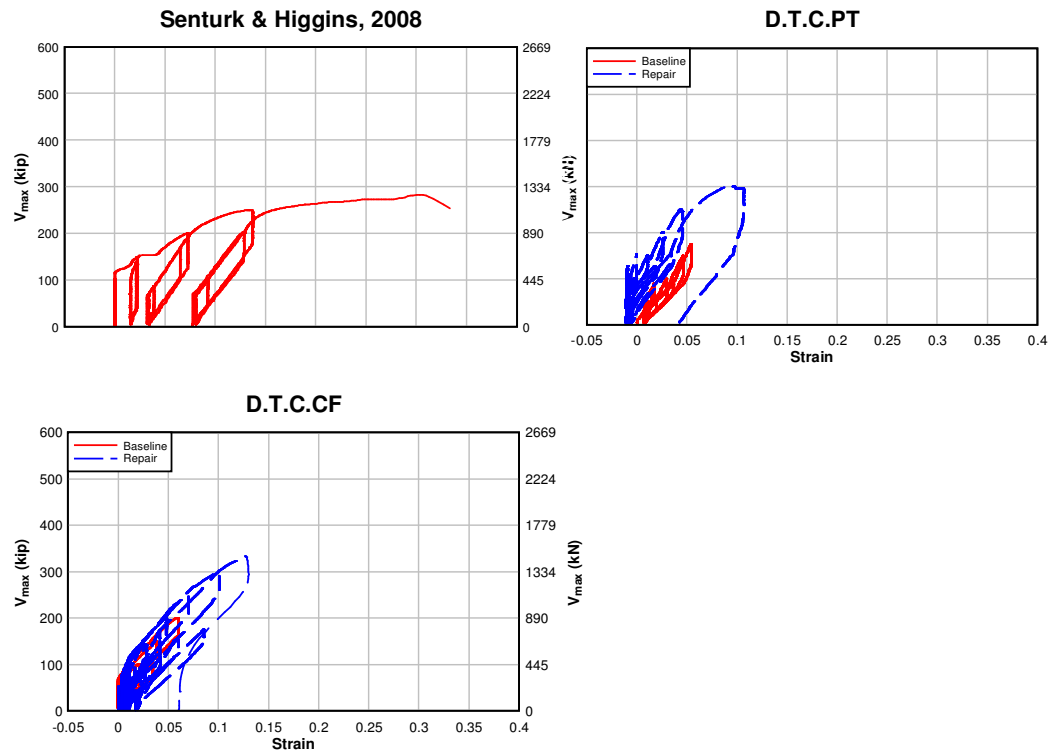 Senturk & Higgins, 2008
600
500
400
300
200
100
0
Vmax (kip)
2669
2224
1779
1334
890
445
0
D.T.C.PT
Baseline
Repair
Vmax (kN)
-0.05 0 0.05 0.1 0.15 0.2 0.25 0.3 0.35 0.4
Strain
D.T.C.CF
Baseline
Repair
600
500
400
300
200
100
0
Vmax (kip)
2669
2224
1779
1334
890
445
0
Vmax (kN)
-0.05 0 0.05 0.1 0.15 0.2 0.25 0.3 0.35 0.4
Strain